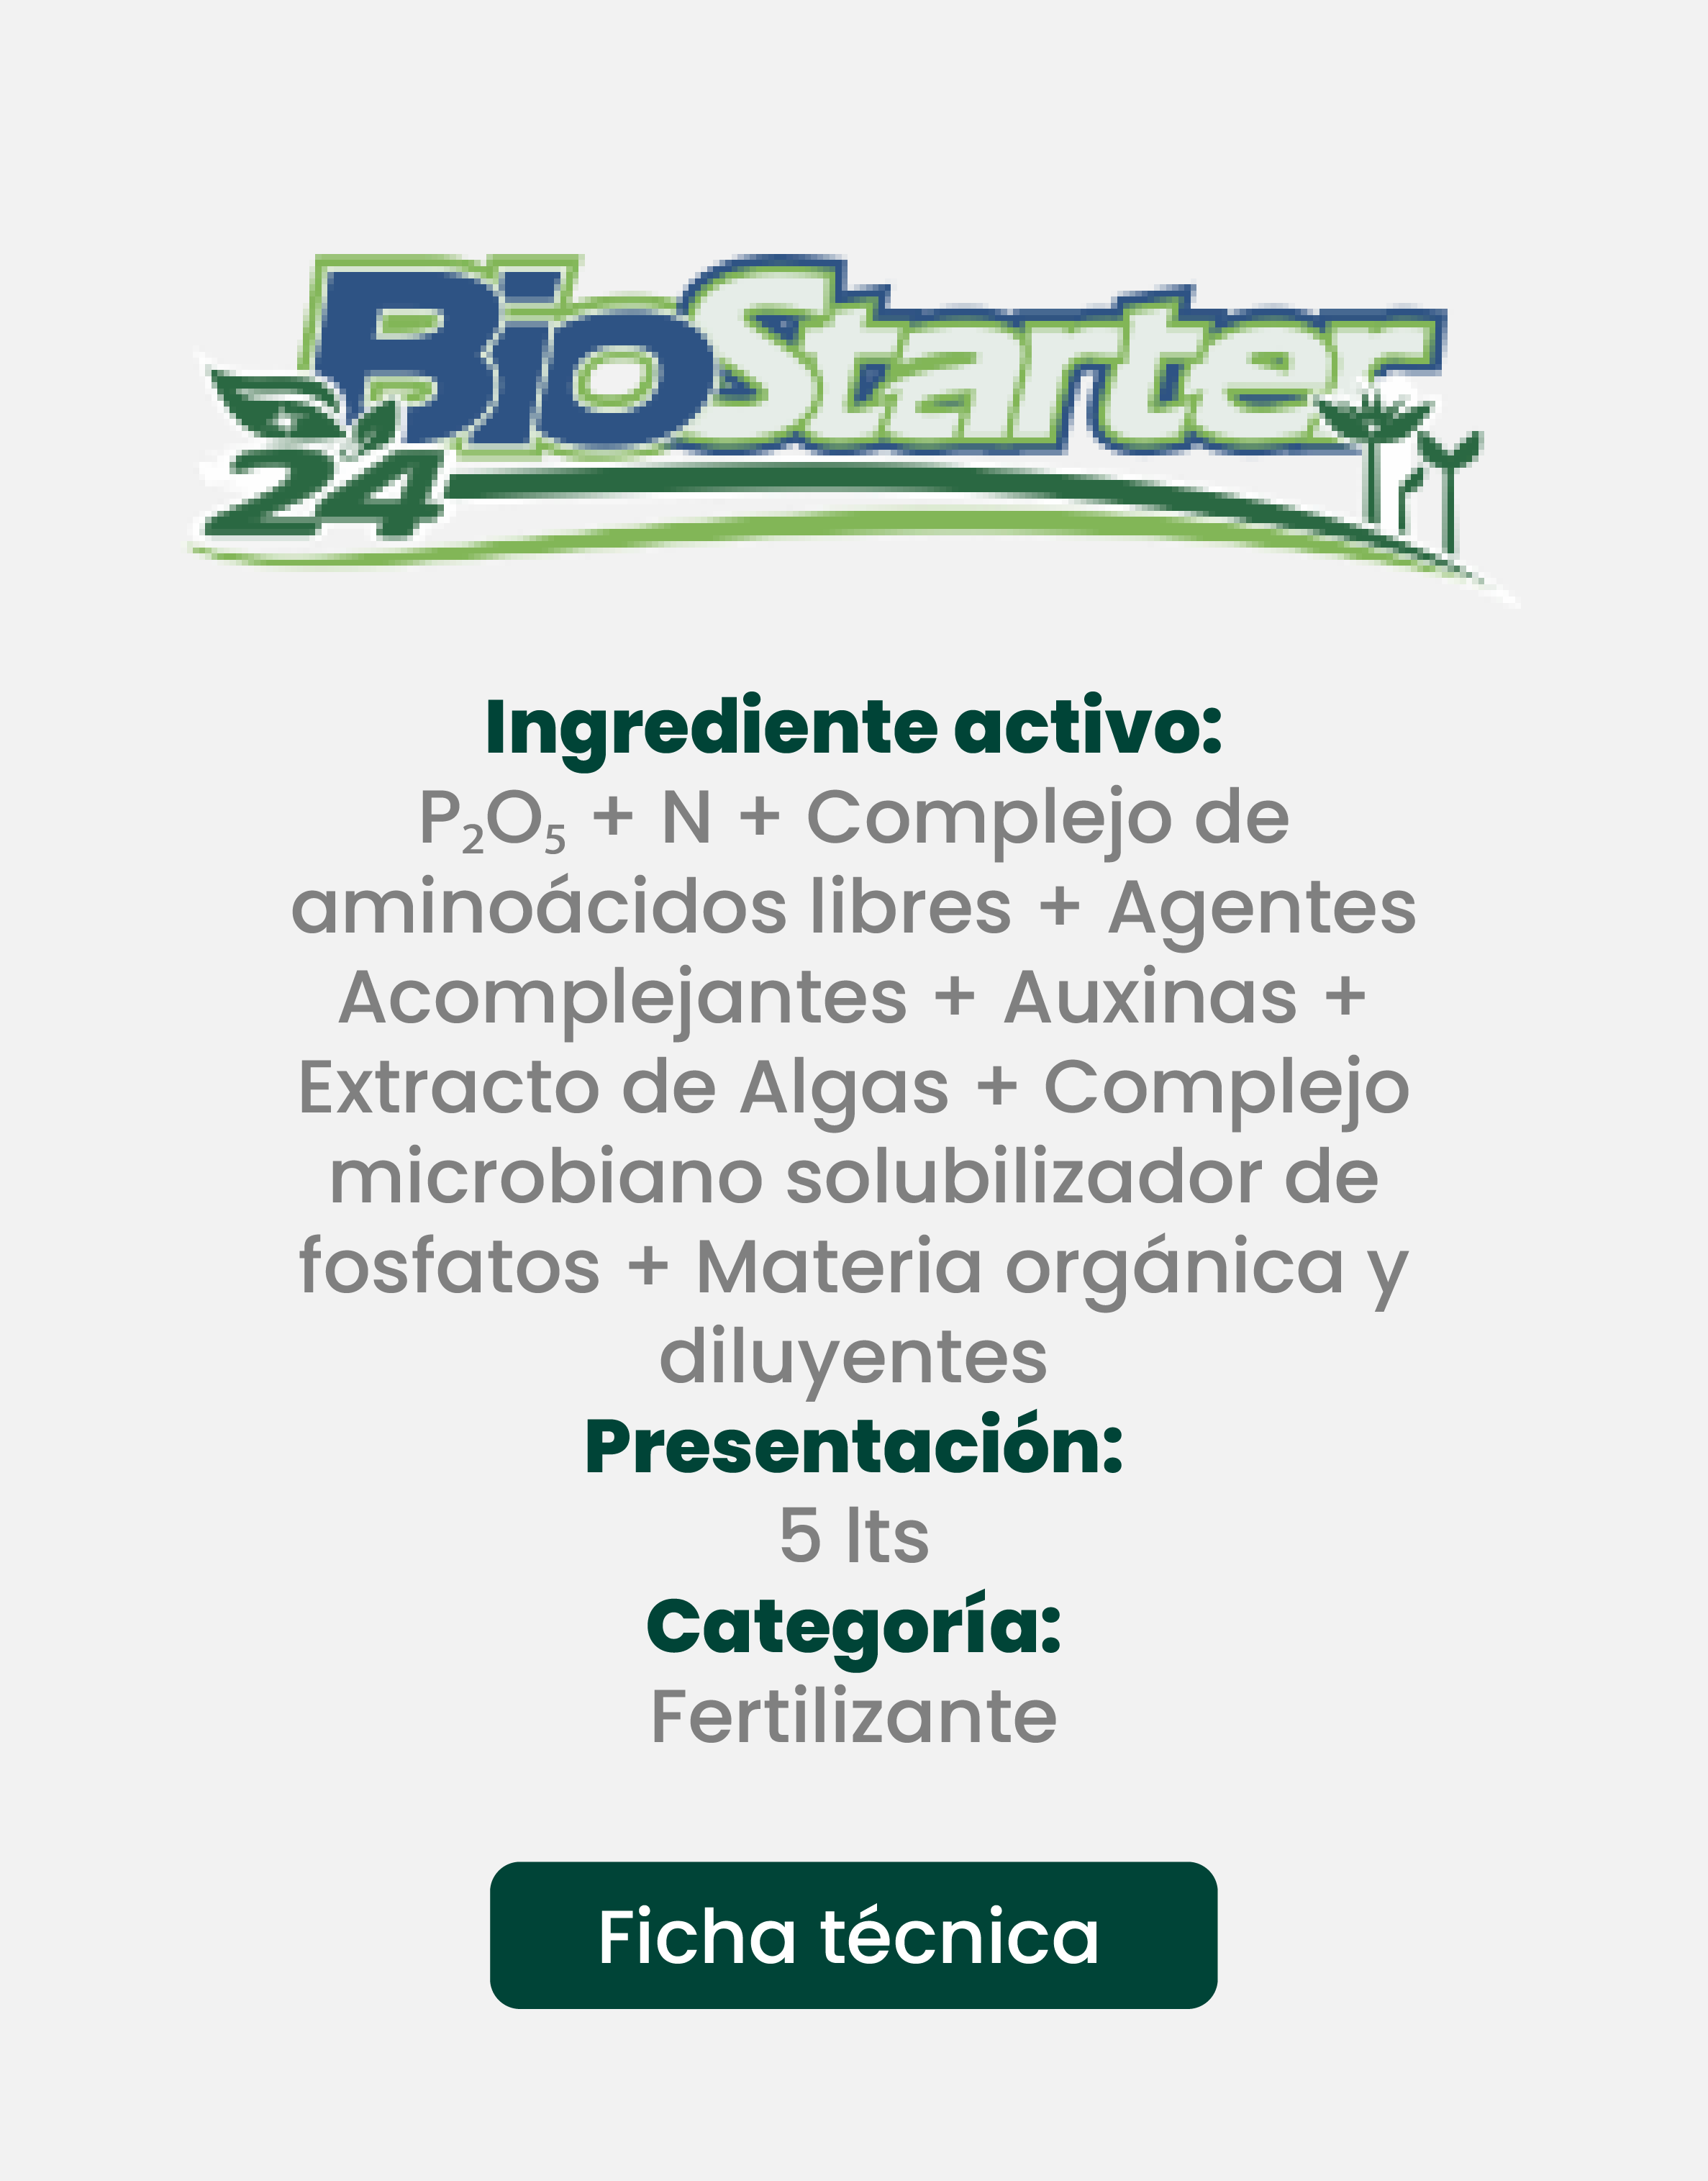 BioStarter
24
Ingrediente activo:
P₂O₅ + N + Complejo de
aminoácidos libres + Agentes
Acomplejantes + Auxinas +
Extracto de Algas + Complejo
microbiano solubilizador de
fosfatos + Materia orgánica y
diluyentes
Presentación:
5 lts
Categoría:
Fertilizante
Ficha técnica